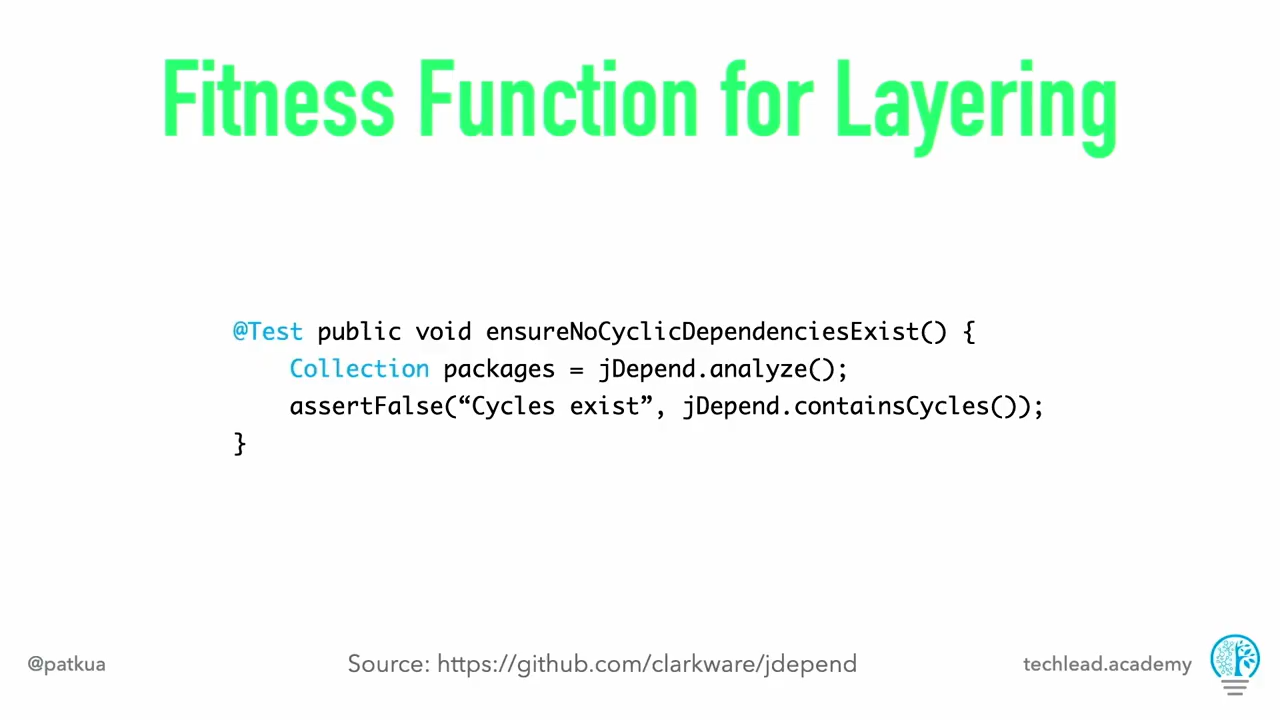 Fitness Function for Layering
@Test public void ensureNoCyclicDependenciesExist() {
    Collection packages = jDepend.analyze();
    assertFalse(“Cycles exist”, jDepend.containsCycles());
}
@patkua
Source: https://github.com/clarkware/jdepend
techlead.academy